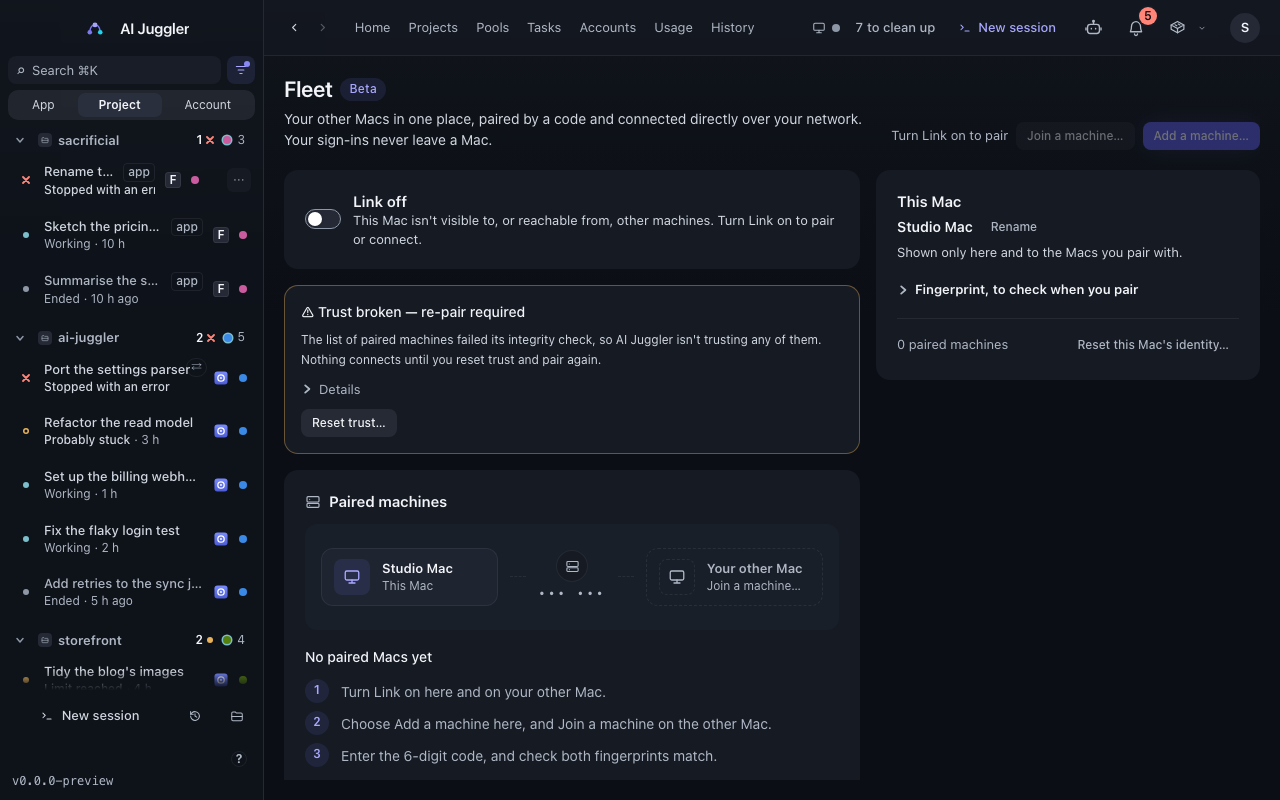 AI Juggler
Search ⌘K
App Project Account
sacrificial 1 3
Rename t... app F
Stopped with an err
Sketch the pricin... app F
Working · 10 h
Summarise the s... app F
Ended · 10 h ago
ai-juggler 2 5
Port the settings parser
Stopped with an error
Refactor the read model
Probably stuck · 3 h
Set up the billing webh...
Working · 1 h
Fix the flaky login test
Working · 2 h
Add retries to the sync j...
Ended · 5 h ago
storefront 2 4
Tidy the blog's images
Limit reached · 4 h
New session
?
v0.0.0-preview
Home Projects Pools Tasks Accounts Usage History
7 to clean up
New session
5
S
Fleet Beta
Your other Macs in one place, paired by a code and connected directly over your network.
Your sign-ins never leave a Mac.
Turn Link on to pair Join a machine... Add a machine...
Link off
This Mac isn't visible to, or reachable from, other machines. Turn Link on to pair
or connect.
Trust broken — re-pair required
The list of paired machines failed its integrity check, so AI Juggler isn't trusting any of them.
Nothing connects until you reset trust and pair again.
Details
Reset trust...
Paired machines
Studio Mac
This Mac
Your other Mac
Join a machine...
No paired Macs yet
1 Turn Link on here and on your other Mac.
2 Choose Add a machine here, and Join a machine on the other Mac.
3 Enter the 6-digit code, and check both fingerprints match.
This Mac
Studio Mac Rename
Shown only here and to the Macs you pair with.
Fingerprint, to check when you pair
0 paired machines Reset this Mac's identity...